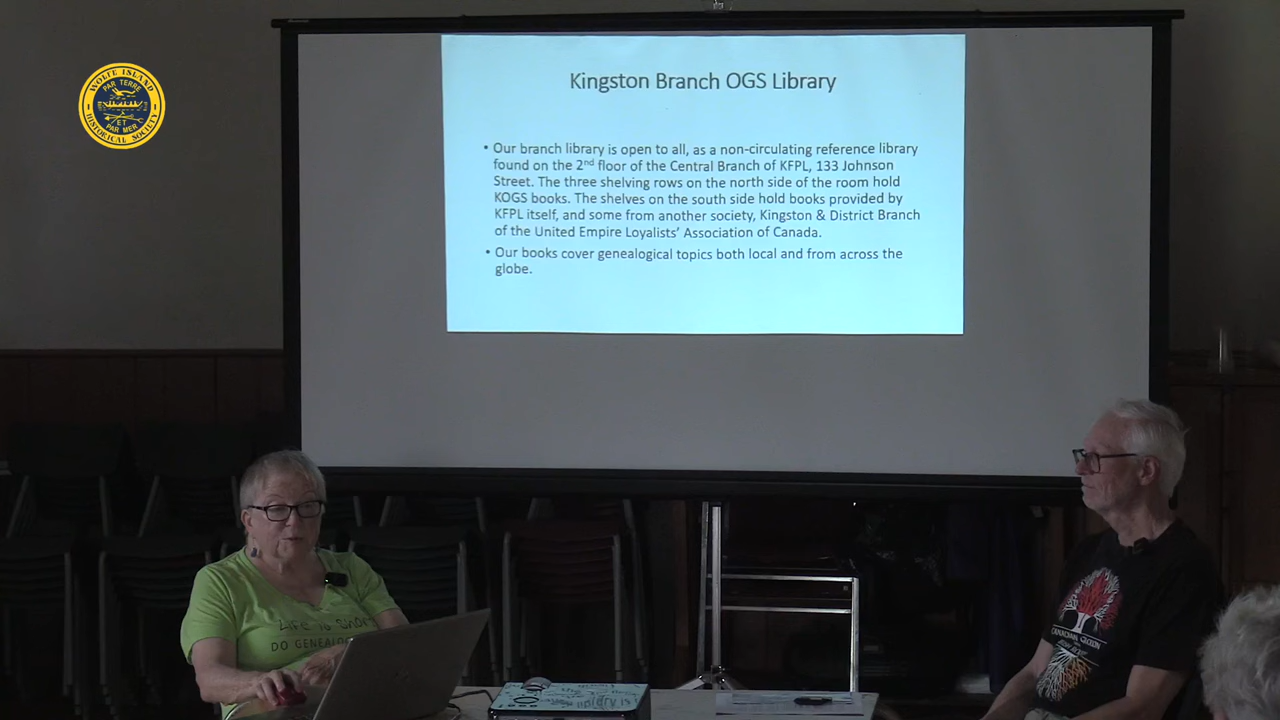 WOLFE ISLAND
PAR TERRE
ET
PAR MER
HISTORICAL SOCIETY
Kingston Branch OGS Library
• Our branch library is open to all, as a non-circulating reference library
found on the 2nd floor of the Central Branch of KFPL, 133 Johnson
Street. The three shelving rows on the north side of the room hold
KOGS books. The shelves on the south side hold books provided by
KFPL itself, and some from another society, Kingston & District Branch
of the United Empire Loyalists' Association of Canada.
• Our books cover genealogical topics both local and from across the
globe.
Life is Short
DO GENEALO
CANADIAN